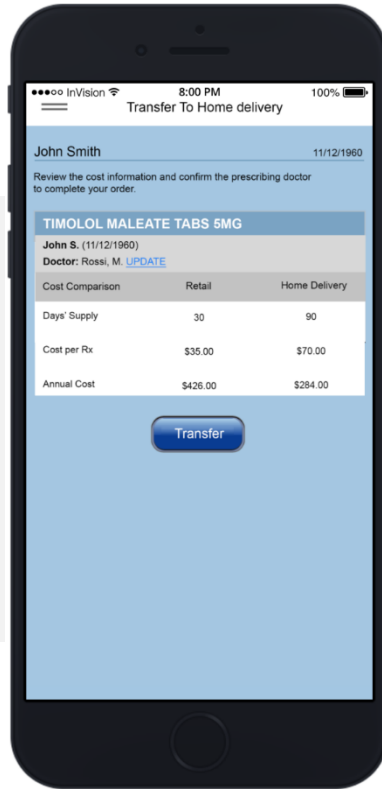 InVision 8:00 PM 100%
Transfer To Home delivery
John Smith 11/12/1960
Review the cost information and confirm the prescribing doctor
to complete your order.
TIMOLOL MALEATE TABS 5MG
John S. (11/12/1960)
Doctor: Rossi, M. UPDATE
Cost Comparison Retail Home Delivery
Days' Supply 30 90
Cost per Rx $35.00 $70.00
Annual Cost $426.00 $284.00
Transfer